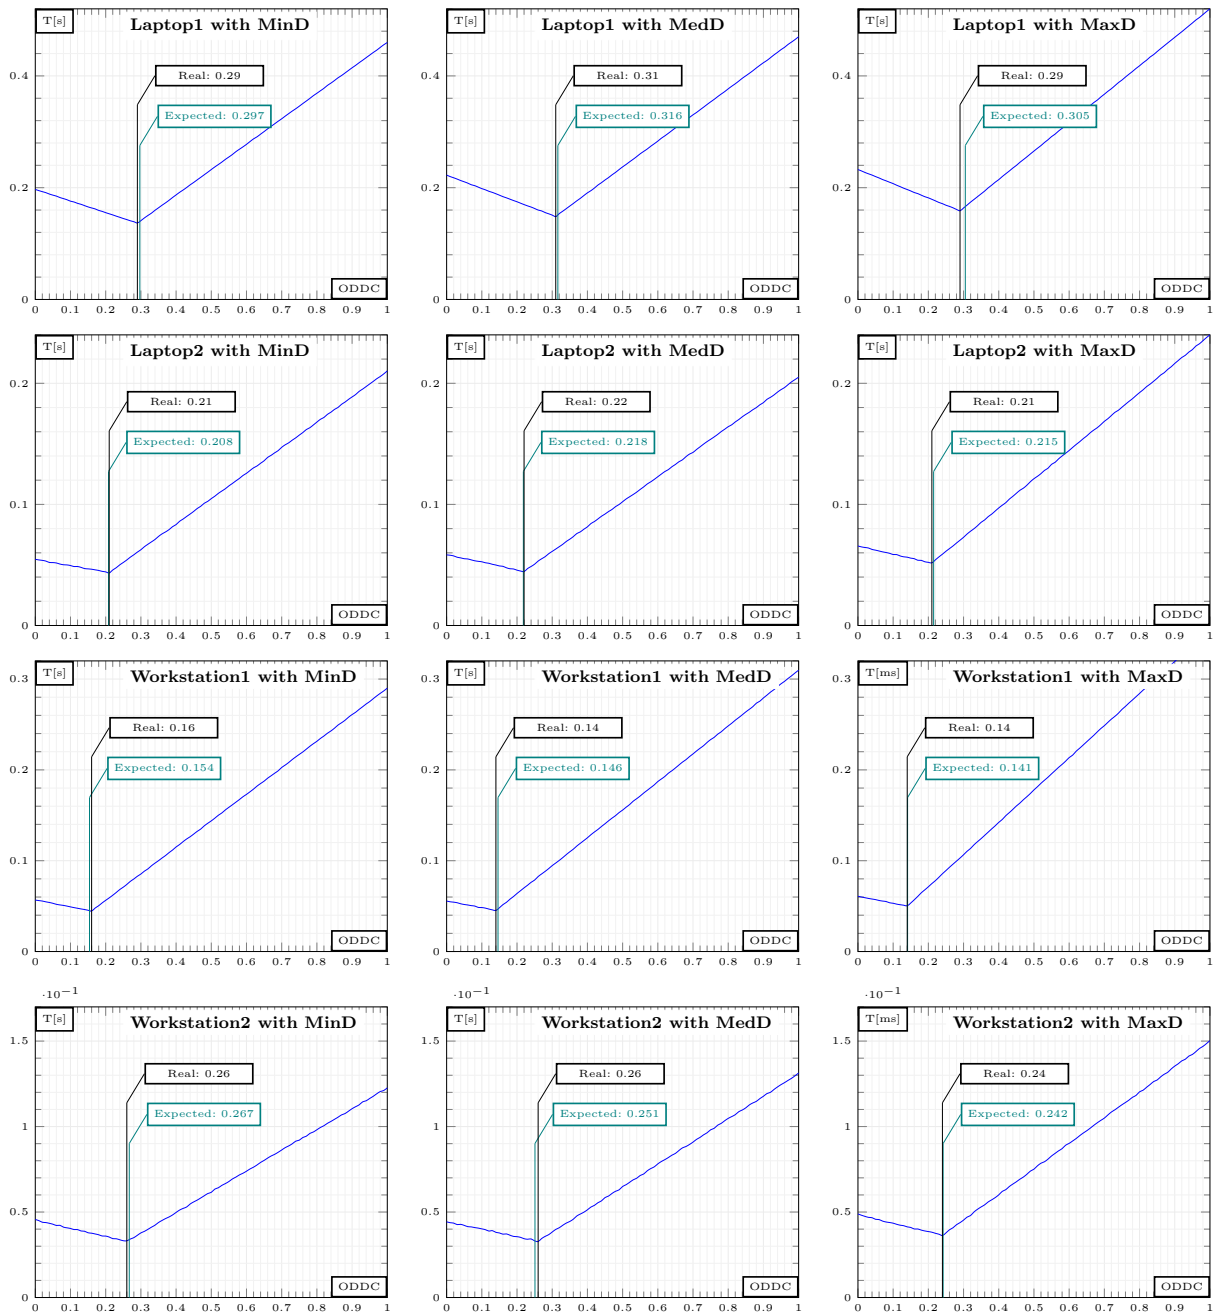 T[s]
Laptop1 with MinD
0.4
Real: 0.29
Expected: 0.297
0.2
0
ODDC
0 0.1 0.2 0.3 0.4 0.5 0.6 0.7 0.8 0.9 1
T[s]
Laptop1 with MedD
0.4
Real: 0.31
Expected: 0.316
0.2
0
ODDC
0 0.1 0.2 0.3 0.4 0.5 0.6 0.7 0.8 0.9 1
T[s]
Laptop1 with MaxD
0.4
Real: 0.29
Expected: 0.305
0.2
0
ODDC
0 0.1 0.2 0.3 0.4 0.5 0.6 0.7 0.8 0.9 1
T[s]
Laptop2 with MinD
0.2
Real: 0.21
Expected: 0.208
0.1
0
ODDC
0 0.1 0.2 0.3 0.4 0.5 0.6 0.7 0.8 0.9 1
T[s]
Laptop2 with MedD
0.2
Real: 0.22
Expected: 0.218
0.1
0
ODDC
0 0.1 0.2 0.3 0.4 0.5 0.6 0.7 0.8 0.9 1
T[s]
Laptop2 with MaxD
0.2
Real: 0.21
Expected: 0.215
0.1
0
ODDC
0 0.1 0.2 0.3 0.4 0.5 0.6 0.7 0.8 0.9 1
T[s]
Workstation1 with MinD
0.3
Real: 0.16
Expected: 0.154
0.2
0.1
0
ODDC
0 0.1 0.2 0.3 0.4 0.5 0.6 0.7 0.8 0.9 1
T[s]
Workstation1 with MedD
0.3
Real: 0.14
Expected: 0.146
0.2
0.1
0
ODDC
0 0.1 0.2 0.3 0.4 0.5 0.6 0.7 0.8 0.9 1
T[ms]
Workstation1 with MaxD
0.3
Real: 0.14
Expected: 0.141
0.2
0.1
0
ODDC
0 0.1 0.2 0.3 0.4 0.5 0.6 0.7 0.8 0.9 1
·10⁻¹
T[s]
Workstation2 with MinD
1.5
Real: 0.26
Expected: 0.267
1
0.5
0
ODDC
0 0.1 0.2 0.3 0.4 0.5 0.6 0.7 0.8 0.9 1
·10⁻¹
T[s]
Workstation2 with MedD
1.5
Real: 0.26
Expected: 0.251
1
0.5
0
ODDC
0 0.1 0.2 0.3 0.4 0.5 0.6 0.7 0.8 0.9 1
·10⁻¹
T[ms]
Workstation2 with MaxD
1.5
Real: 0.24
Expected: 0.242
1
0.5
0
ODDC
0 0.1 0.2 0.3 0.4 0.5 0.6 0.7 0.8 0.9 1